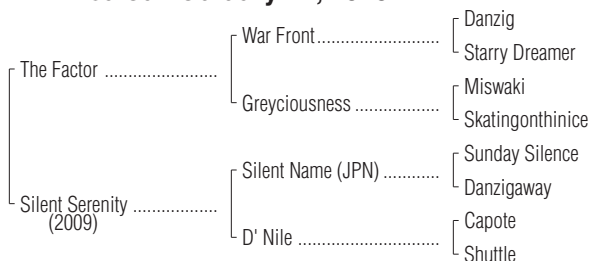 Danzig
War Front
Starry Dreamer
The Factor
Miswaki
Greyciousness
Skatingonthinice
Sunday Silence
Silent Name (JPN)
Danzigaway
Silent Serenity
(2009)
Capote
D' Nile
Shuttle